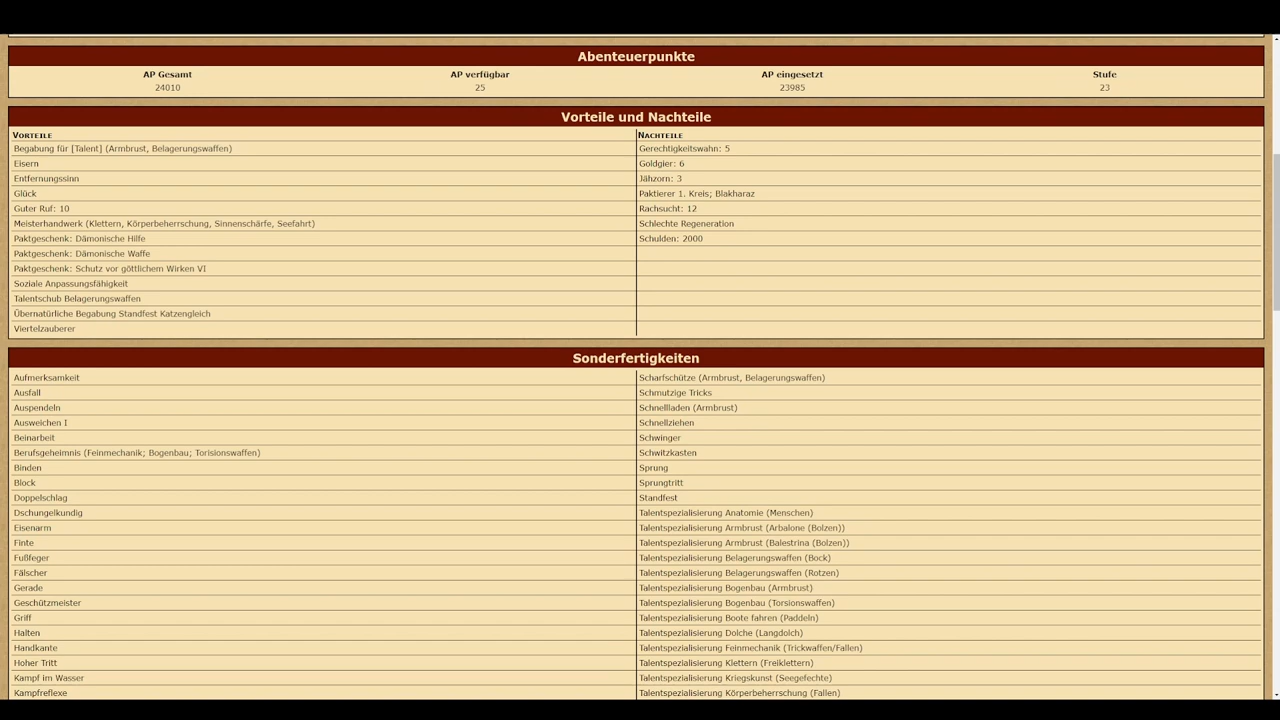 Abenteuerpunkte
AP Gesamt AP verfügbar AP eingesetzt Stufe
24010 25 23985 23
Vorteile und Nachteile
VORTEILE
Begabung für [Talent] (Armbrust, Belagerungswaffen)
Eisern
Entfernungssinn
Glück
Guter Ruf: 10
Meisterhandwerk (Klettern, Körperbeherrschung, Sinnenschärfe, Seefahrt)
Paktgeschenk: Dämonische Hilfe
Paktgeschenk: Dämonische Waffe
Paktgeschenk: Schutz vor göttlichem Wirken VI
Soziale Anpassungsfähigkeit
Talentschub Belagerungswaffen
Übernatürliche Begabung Standfest Katzengleich
Viertelzauberer
NACHTEILE
Gerechtigkeitswahn: 5
Goldgier: 6
Jähzorn: 3
Paktierer 1. Kreis; Blakharaz
Rachsucht: 12
Schlechte Regeneration
Schulden: 2000
Sonderfertigkeiten
Aufmerksamkeit
Ausfall
Auspendeln
Ausweichen I
Beinarbeit
Berufsgeheimnis (Feinmechanik; Bogenbau; Torisionswaffen)
Binden
Block
Doppelschlag
Dschungelkundig
Eisenarm
Finte
Fußfeger
Fälscher
Gerade
Geschützmeister
Griff
Halten
Handkante
Hoher Tritt
Kampf im Wasser
Kampfreflexe
Scharfschütze (Armbrust, Belagerungswaffen)
Schmutzige Tricks
Schnellladen (Armbrust)
Schnellziehen
Schwinger
Schwitzkasten
Sprung
Sprungtritt
Standfest
Talentspezialisierung Anatomie (Menschen)
Talentspezialisierung Armbrust (Arbalone (Bolzen))
Talentspezialisierung Armbrust (Balestrina (Bolzen))
Talentspezialisierung Belagerungswaffen (Bock)
Talentspezialisierung Belagerungswaffen (Rotzen)
Talentspezialisierung Bogenbau (Armbrust)
Talentspezialisierung Bogenbau (Torsionswaffen)
Talentspezialisierung Boote fahren (Paddeln)
Talentspezialisierung Dolche (Langdolch)
Talentspezialisierung Feinmechanik (Trickwaffen/Fallen)
Talentspezialisierung Klettern (Freiklettern)
Talentspezialisierung Kriegskunst (Seegefechte)
Talentspezialisierung Körperbeherrschung (Fallen)